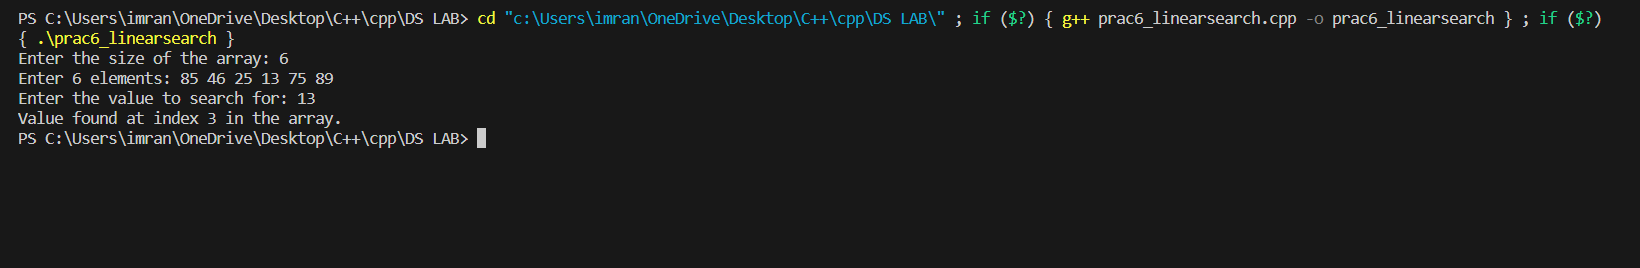 PS C:\Users\imran\OneDrive\Desktop\C++\cpp\DS LAB> cd "c:\Users\imran\OneDrive\Desktop\C++\cpp\DS LAB\" ; if ($?) { g++ prac6_linearsearch.cpp -o prac6_linearsearch } ; if ($?)
{ .\prac6_linearsearch }
Enter the size of the array: 6
Enter 6 elements: 85 46 25 13 75 89
Enter the value to search for: 13
Value found at index 3 in the array.
PS C:\Users\imran\OneDrive\Desktop\C++\cpp\DS LAB>